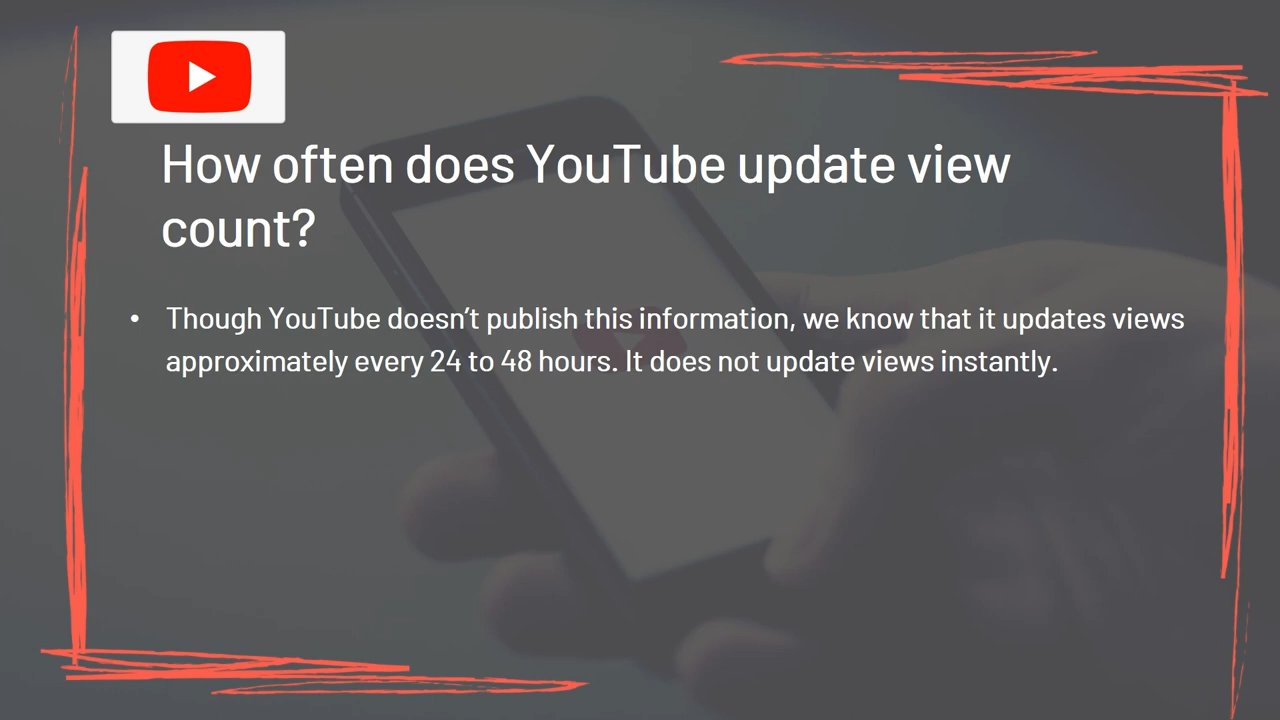 How often does YouTube update view
count?
• Though YouTube doesn’t publish this information, we know that it updates views
approximately every 24 to 48 hours. It does not update views instantly.